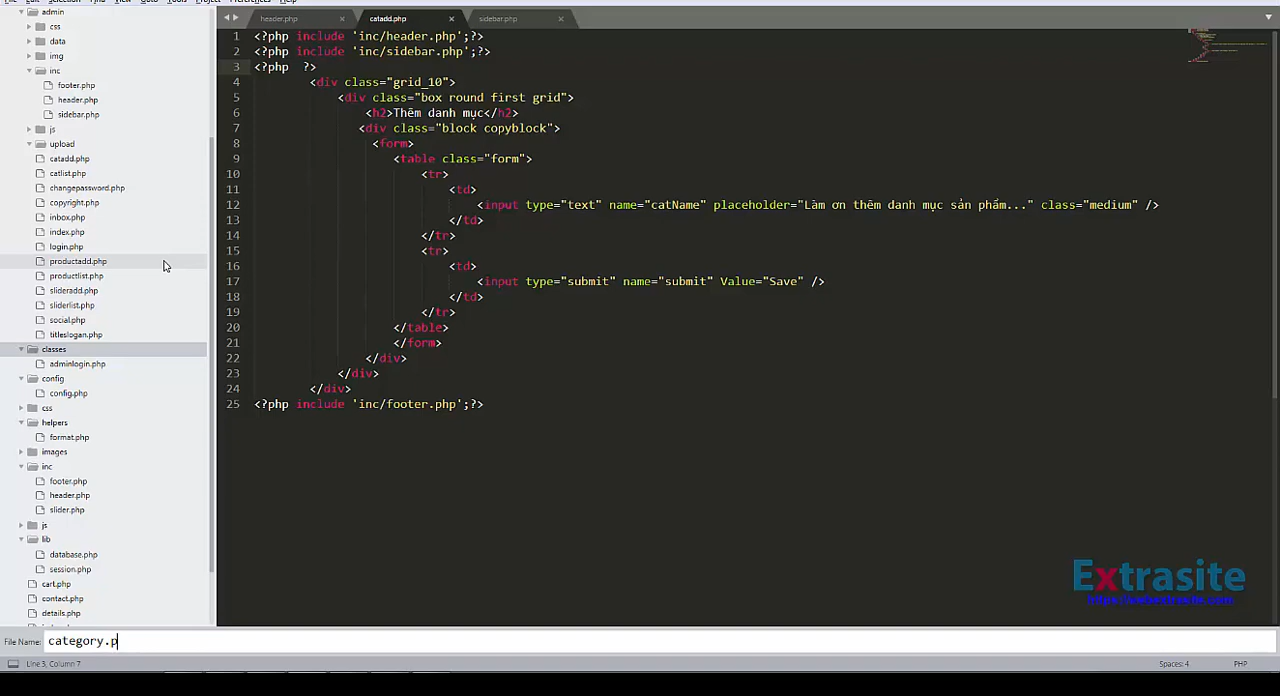 header.php
catadd.php
sidebar.php
admin
css
data
img
inc
footer.php
header.php
sidebar.php
js
upload
catadd.php
catlist.php
changepassword.php
copyright.php
inbox.php
index.php
login.php
productadd.php
productlist.php
slideradd.php
sliderlist.php
social.php
titleslogan.php
classes
adminlogin.php
config
config.php
css
helpers
format.php
images
inc
footer.php
header.php
slider.php
js
lib
database.php
session.php
cart.php
contact.php
details.php
1 <?php include 'inc/header.php';?>
2 <?php include 'inc/sidebar.php';?>
3 <?php  ?>
4 <div class="grid_10">
5 <div class="box round first grid">
6 <h2>Thêm danh mục</h2>
7 <div class="block copyblock">
8 <form>
9 <table class="form">
10 <tr>
11 <td>
12 <input type="text" name="catName" placeholder="Làm ơn thêm danh mục sản phẩm..." class="medium" />
13 </td>
14 </tr>
15 <tr>
16 <td>
17 <input type="submit" name="submit" Value="Save" />
18 </td>
19 </tr>
20 </table>
21 </form>
22 </div>
23 </div>
24 </div>
25 <?php include 'inc/footer.php';?>
Extrasite
File Name: category.p
Line 3, Column 7
Spaces: 4
PHP